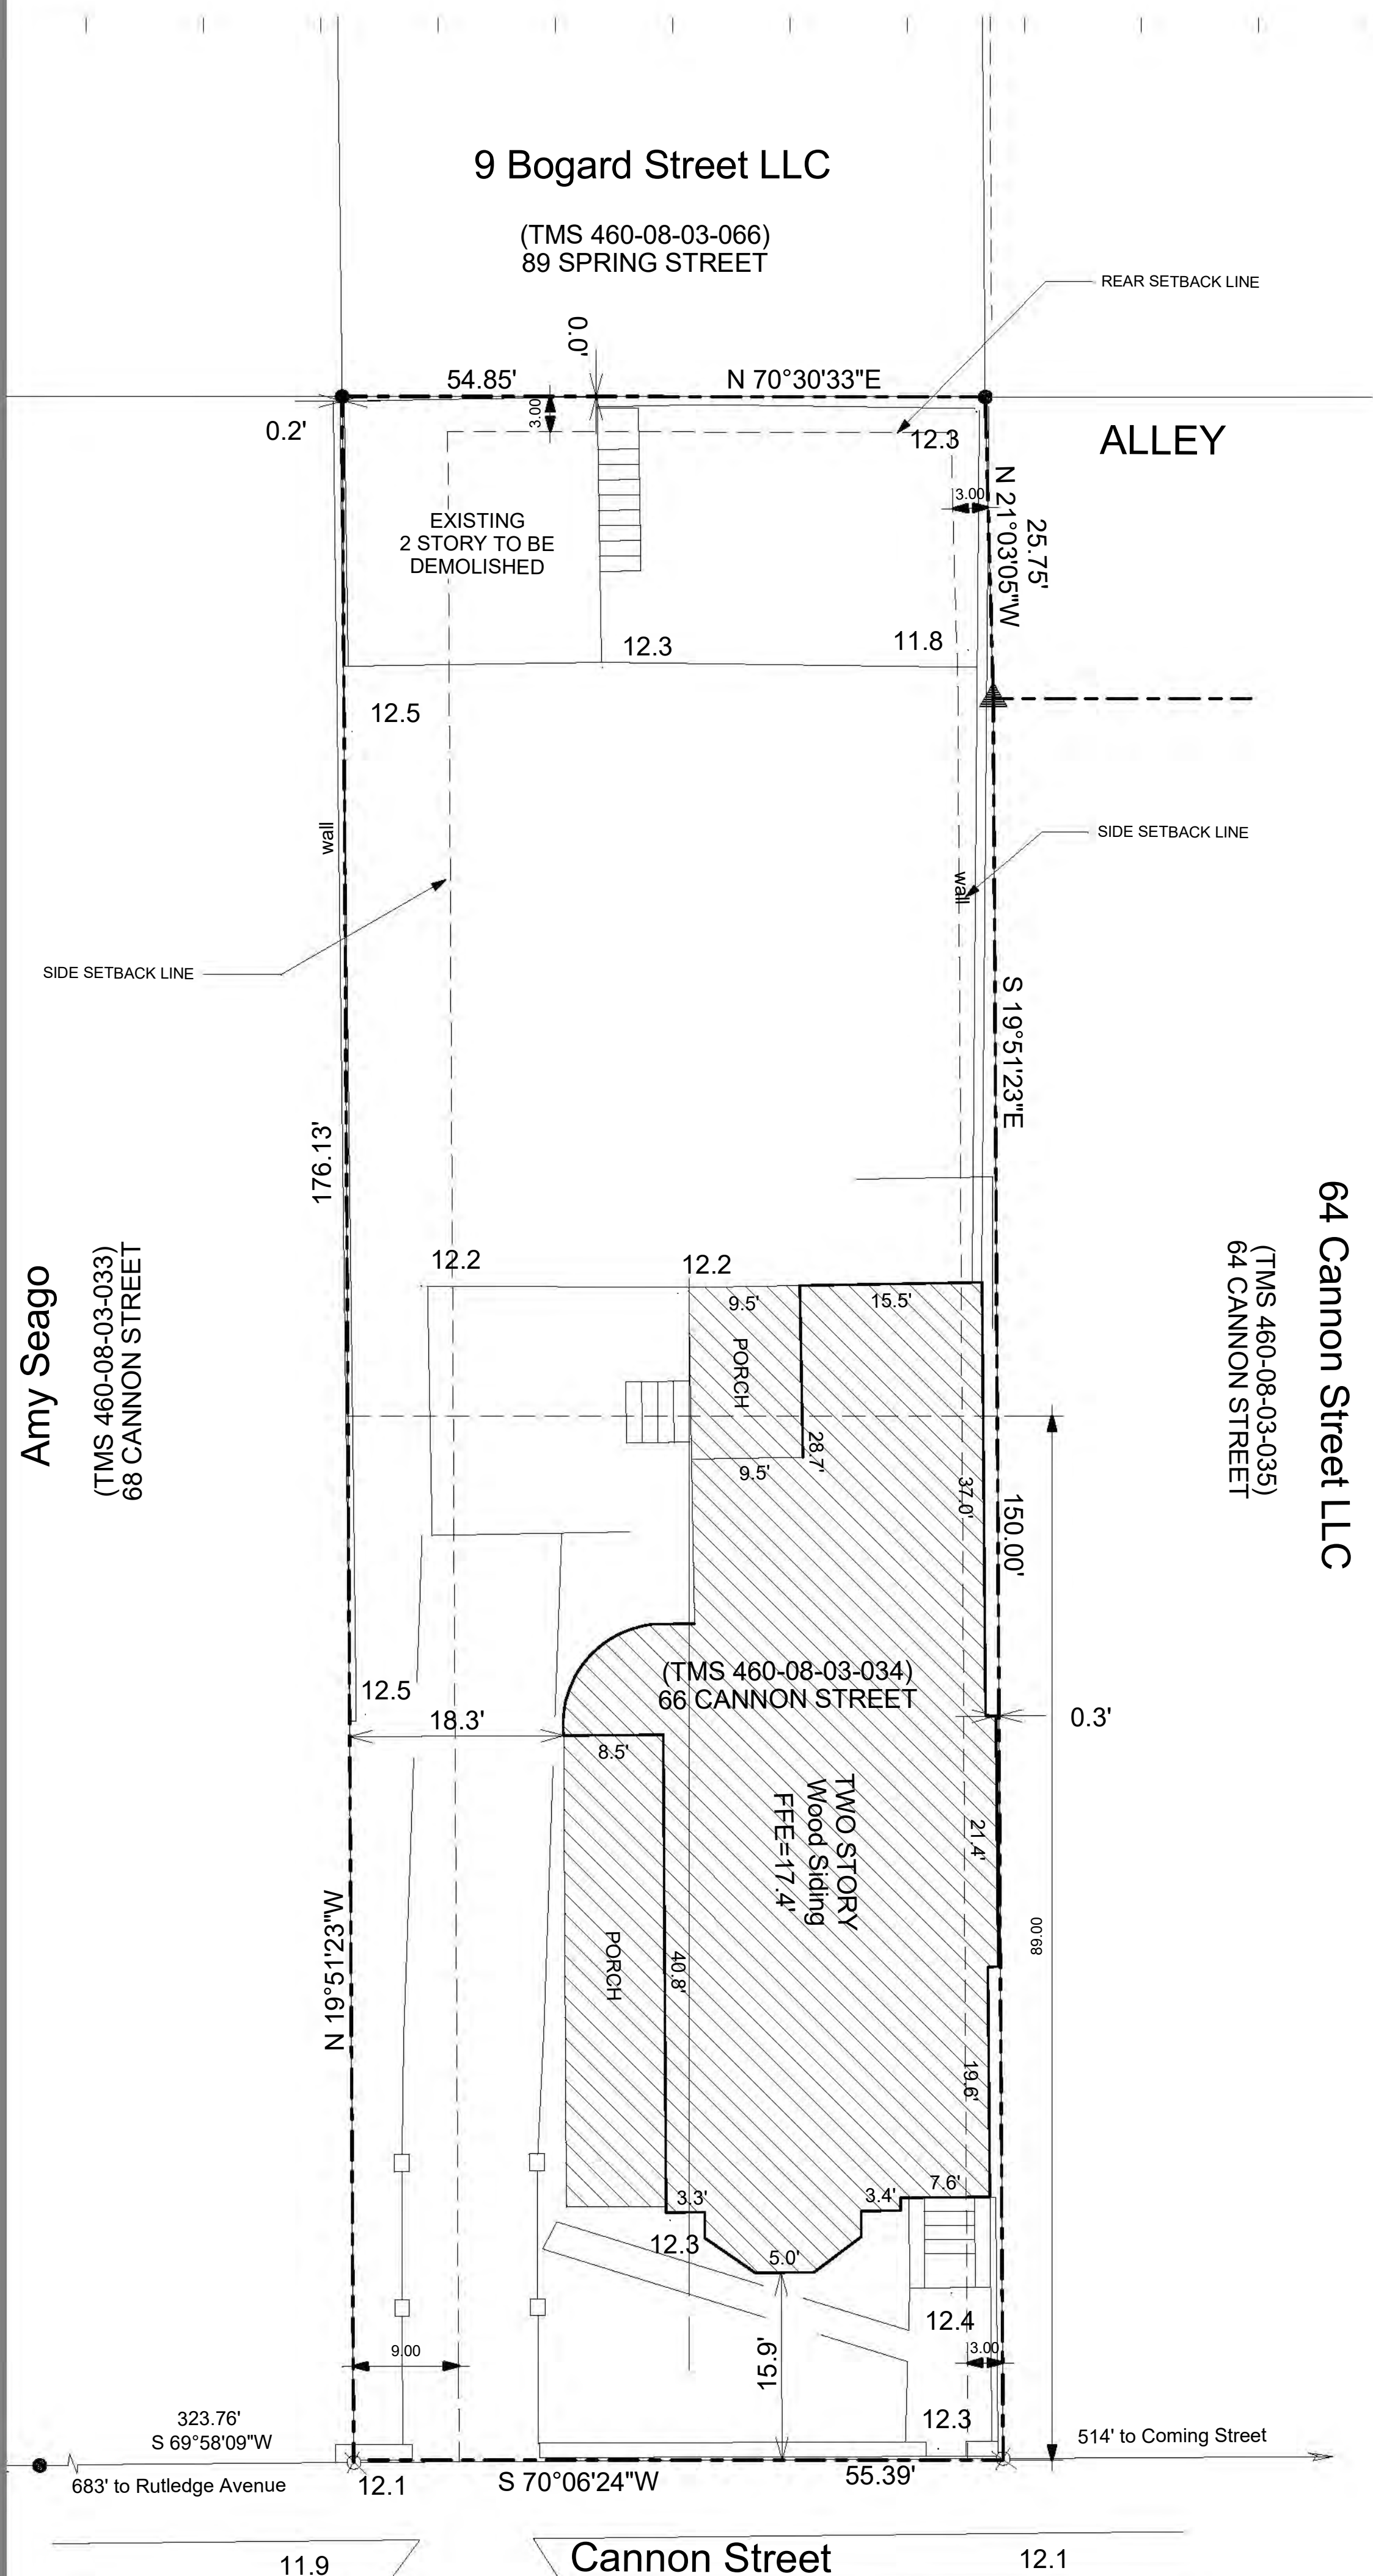 9 Bogard Street LLC
(TMS 460-08-03-066)
89 SPRING STREET
REAR SETBACK LINE
0.0'
54.85'
N 70°30'33"E
3.00
0.2'
12.3
ALLEY
3.00
N 21°03'05"W
25.75'
EXISTING
2 STORY TO BE
DEMOLISHED
12.3
11.8
12.5
wall
SIDE SETBACK LINE
wall
SIDE SETBACK LINE
S 19°51'23"E
176.13'
64 Cannon Street LLC
(TMS 460-08-03-035)
64 CANNON STREET
Amy Seago
(TMS 460-08-03-033)
68 CANNON STREET
12.2
12.2
9.5'
15.5'
PORCH
28.7'
9.5'
37.0'
150.00'
(TMS 460-08-03-034)
66 CANNON STREET
12.5
18.3'
0.3'
8.5'
TWO STORY
Wood Siding
FFE=17.4'
21.4'
89.00
N 19°51'23"W
PORCH
40.8'
19.6'
7.6'
3.3'
3.4'
12.3
5.0'
12.4
15.9'
9.00
3.00
12.3
323.76'
S 69°58'09"W
514' to Coming Street
683' to Rutledge Avenue
12.1
S 70°06'24"W
55.39'
11.9
Cannon Street
12.1